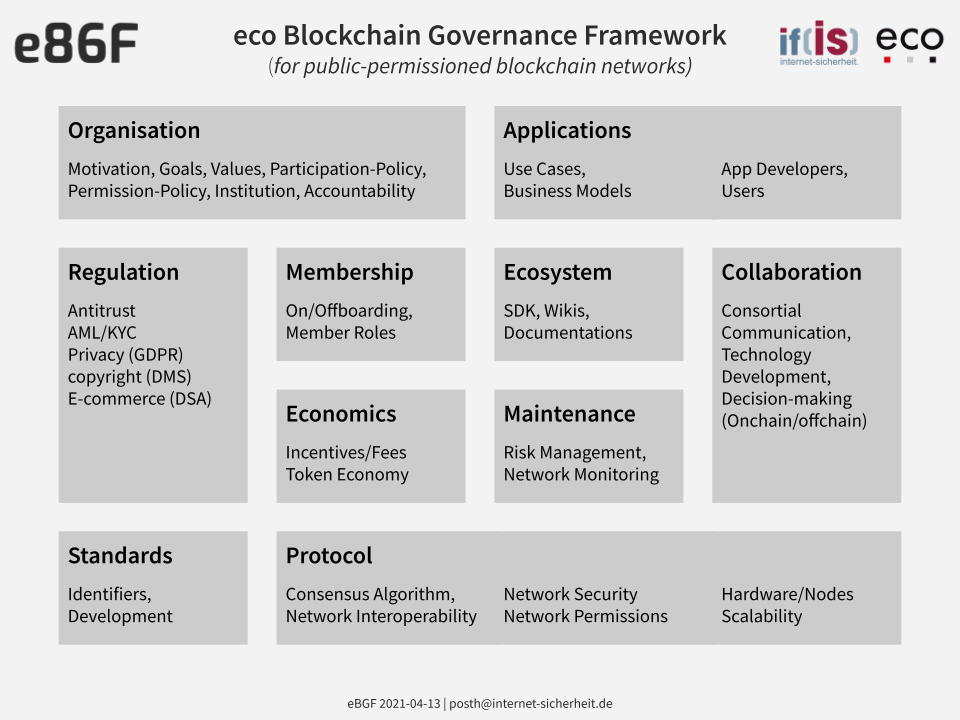 eBGF
eco Blockchain Governance Framework
(for public-permissioned blockchain networks)
if(is)
internet-sicherheit.
eco
Organisation
Motivation, Goals, Values, Participation-Policy,
Permission-Policy, Institution, Accountability
Applications
Use Cases,
Business Models
App Developers,
Users
Regulation
Antitrust
AML/KYC
Privacy (GDPR)
copyright (DMS)
E-commerce (DSA)
Membership
On/Offboarding,
Member Roles
Ecosystem
SDK, Wikis,
Documentations
Collaboration
Consortial
Communication,
Technology
Development,
Decision-making
(Onchain/offchain)
Economics
Incentives/Fees
Token Economy
Maintenance
Risk Management,
Network Monitoring
Standards
Identifiers,
Development
Protocol
Consensus Algorithm,
Network Interoperability
Network Security
Network Permissions
Hardware/Nodes
Scalability
eBGF 2021-04-13 | posth@internet-sicherheit.de